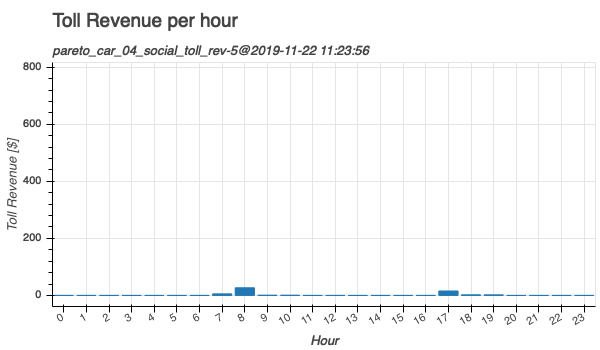 Toll Revenue per hour
pareto_car_04_social_toll_rev-5@2019-11-22 11:23:56
Toll Revenue [$]
800
600
400
200
0
0 1 2 3 4 5 6 7 8 9 10 11 12 13 14 15 16 17 18 19 20 21 22 23
Hour